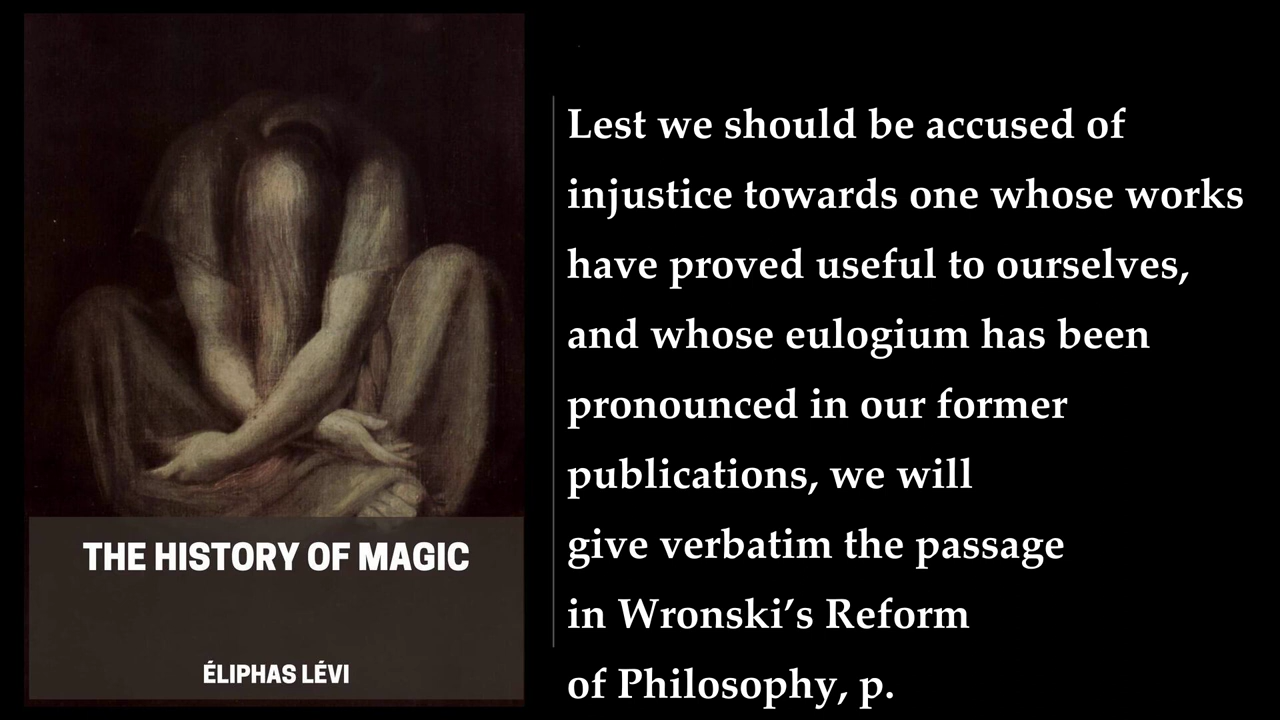 THE HISTORY OF MAGIC
ÉLIPHAS LÉVI
Lest we should be accused of
injustice towards one whose works
have proved useful to ourselves,
and whose eulogium has been
pronounced in our former
publications, we will
give verbatim the passage
in Wronski’s Reform
of Philosophy, p.